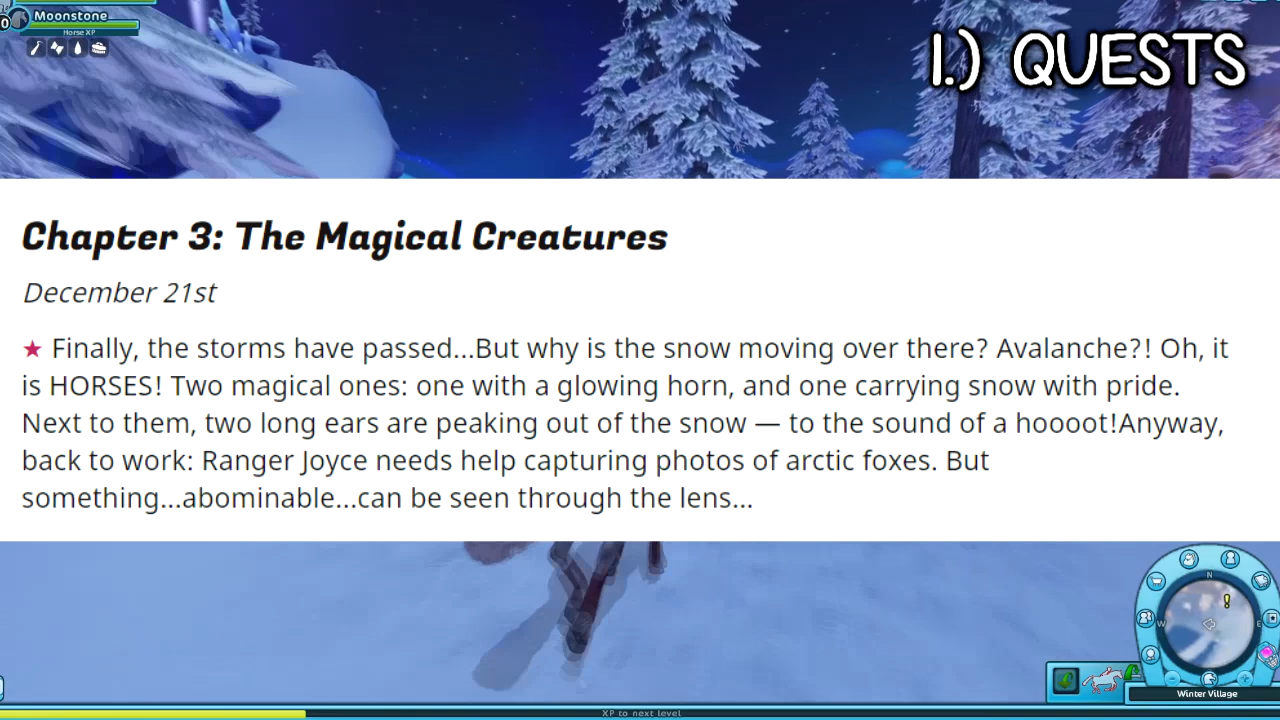 Moonstone
0
Horse XP
1.) QUESTS
Chapter 3: The Magical Creatures
December 21st
★ Finally, the storms have passed...But why is the snow moving over there? Avalanche?! Oh, it
is HORSES! Two magical ones: one with a glowing horn, and one carrying snow with pride.
Next to them, two long ears are peaking out of the snow — to the sound of a hoooot!Anyway,
back to work: Ranger Joyce needs help capturing photos of arctic foxes. But
something...abominable...can be seen through the lens...
N
W
E
Winter Village
XP to next level